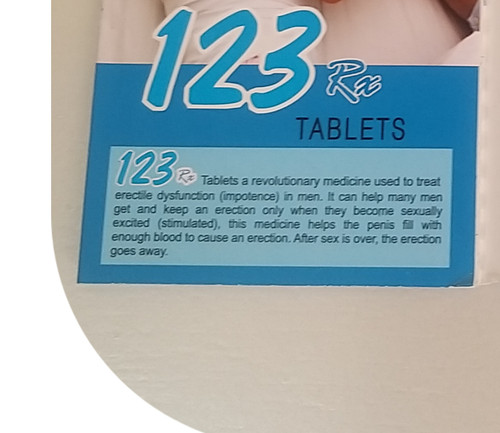 123 Rx
TABLETS
123 Rx Tablets a revolutionary medicine used to treat
erectile dysfunction (impotence) in men. It can help many men
get and keep an erection only when they become sexually
excited (stimulated), this medicine helps the penis fill with
enough blood to cause an erection. After sex is over, the erection
goes away.